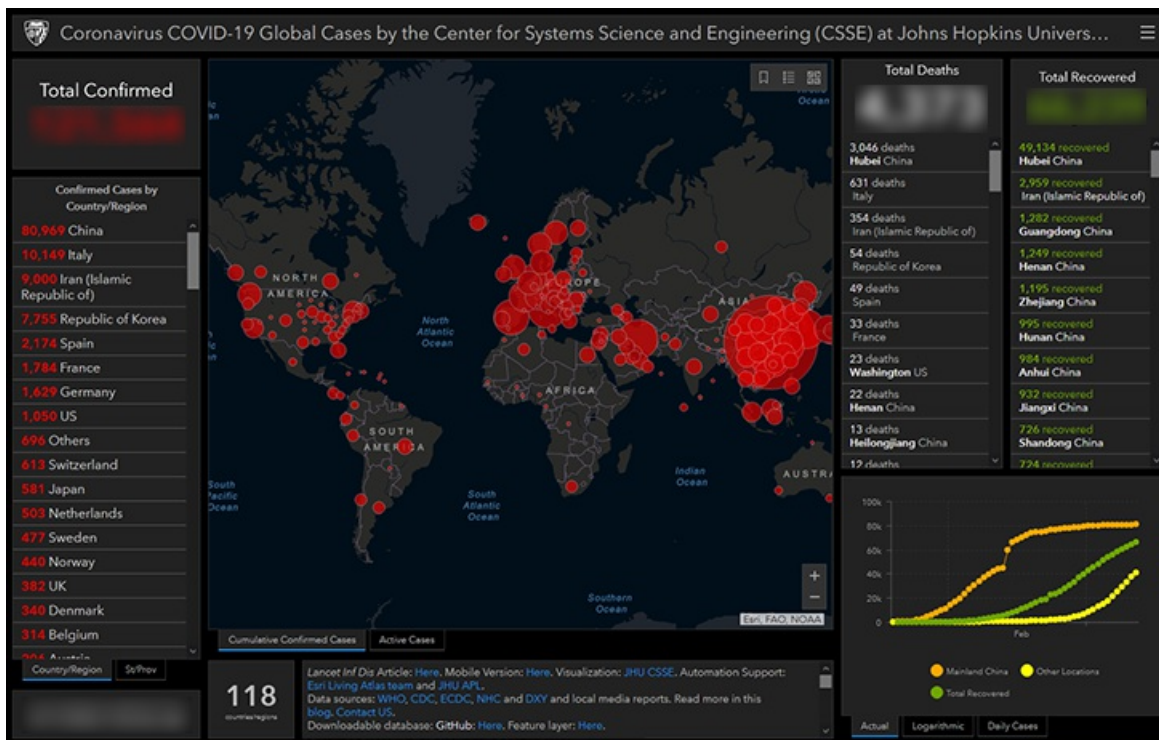 Coronavirus COVID-19 Global Cases by the Center for Systems Science and Engineering (CSSE) at Johns Hopkins Univers...
Total Confirmed
Confirmed Cases by
Country/Region
80,969 China
10,149 Italy
9,000 Iran (Islamic
Republic of)
7,755 Republic of Korea
2,174 Spain
1,784 France
1,629 Germany
1,050 US
696 Others
613 Switzerland
581 Japan
503 Netherlands
477 Sweden
440 Norway
382 UK
340 Denmark
314 Belgium
Country/Region
St/Prov
Arctic
Ocean
NORTH
AMERICA
North
Atlantic
Ocean
ASIA
AFRICA
SOUTH
AMERICA
South
Pacific
Ocean
South
Atlantic
Ocean
Indian
Ocean
AUSTRA
Southern
Ocean
+
−
Esri, FAO, NOAA
Cumulative Confirmed Cases
Active Cases
118
countries/regions
Lancet Inf Dis Article: Here. Mobile Version: Here. Visualization: JHU CSSE. Automation Support:
Esri Living Atlas team and JHU APL.
Data sources: WHO, CDC, ECDC, NHC and DXY and local media reports. Read more in this
blog. Contact US.
Downloadable database: GitHub: Here. Feature layer: Here.
Total Deaths
3,046 deaths
Hubei China
631 deaths
Italy
354 deaths
Iran (Islamic Republic of)
54 deaths
Republic of Korea
49 deaths
Spain
33 deaths
France
23 deaths
Washington US
22 deaths
Henan China
13 deaths
Heilongjiang China
12 deaths
Total Recovered
49,134 recovered
Hubei China
2,959 recovered
Iran (Islamic Republic of)
1,282 recovered
Guangdong China
1,249 recovered
Henan China
1,195 recovered
Zhejiang China
995 recovered
Hunan China
984 recovered
Anhui China
932 recovered
Jiangxi China
726 recovered
Shandong China
724 recovered
100k
80k
60k
40k
20k
0
Feb
Mainland China
Other Locations
Total Recovered
Actual
Logarithmic
Daily Cases